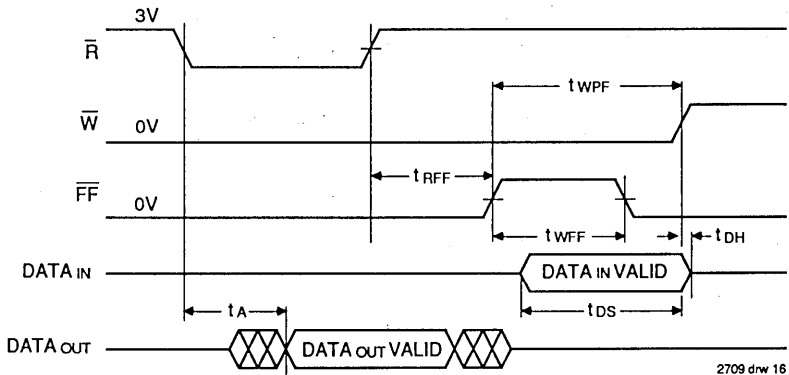 3V
R̅
tWPF
W̅
0V
tRFF
F̅F̅
0V
tWFF
tDH
DATA IN
DATA IN VALID
tA
tDS
DATA OUT
DATA OUT VALID
2709 drw 16